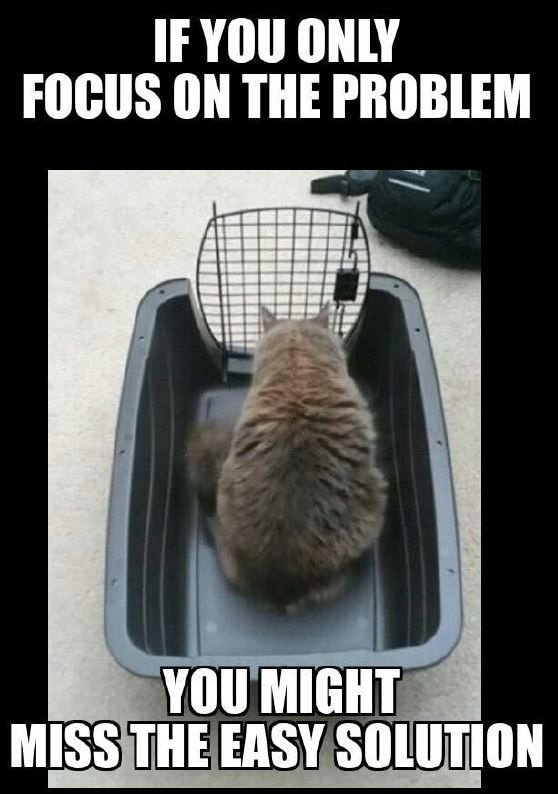 IF YOU ONLY
FOCUS ON THE PROBLEM
YOU MIGHT
MISS THE EASY SOLUTION